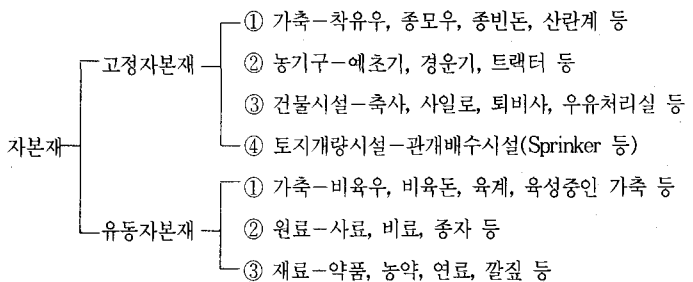 ① 가축－착유우, 종모우, 종빈돈, 산란계 등
고정자본재
② 농기구－예초기, 경운기, 트랙터 등
③ 건물시설－축사, 사일로, 퇴비사, 우유처리실 등
자본재
④ 토지개량시설－관개배수시설(Sprinker 등)
① 가축－비육우, 비육돈, 육계, 육성중인 가축 등
유동자본재
② 원료－사료, 비료, 종자 등
③ 재료－약품, 농약, 연료, 깔짚 등